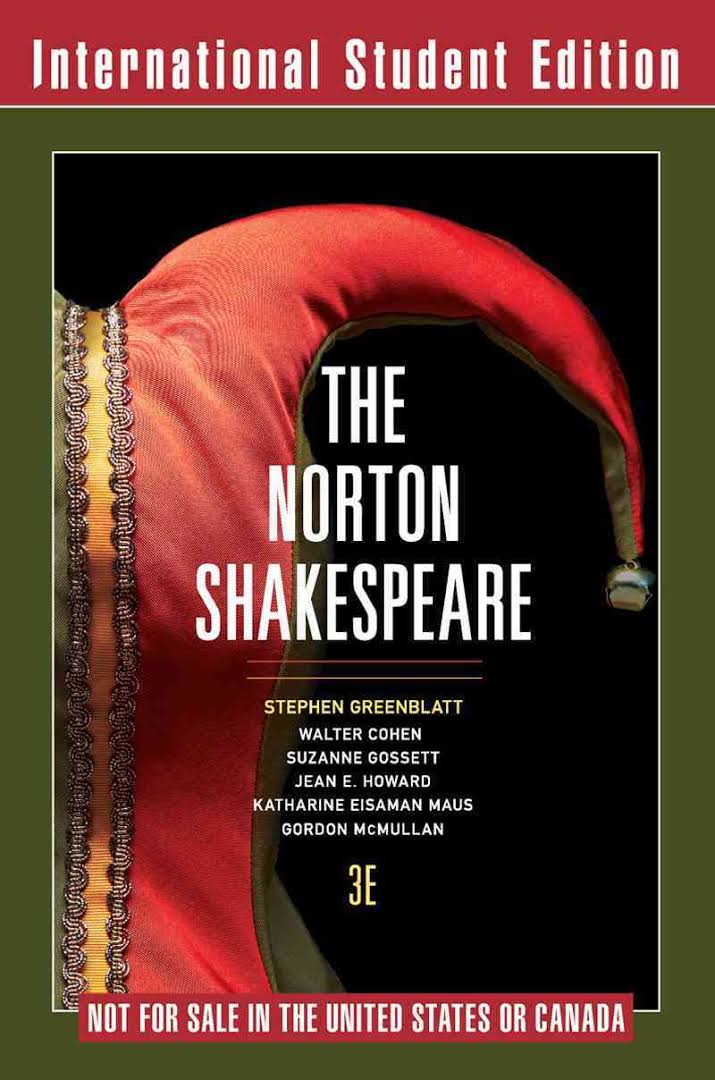 International Student Edition
THE
NORTON
SHAKESPEARE
STEPHEN GREENBLATT
WALTER COHEN
SUZANNE GOSSETT
JEAN E. HOWARD
KATHARINE EISAMAN MAUS
GORDON McMULLAN
3E
NOT FOR SALE IN THE UNITED STATES OR CANADA